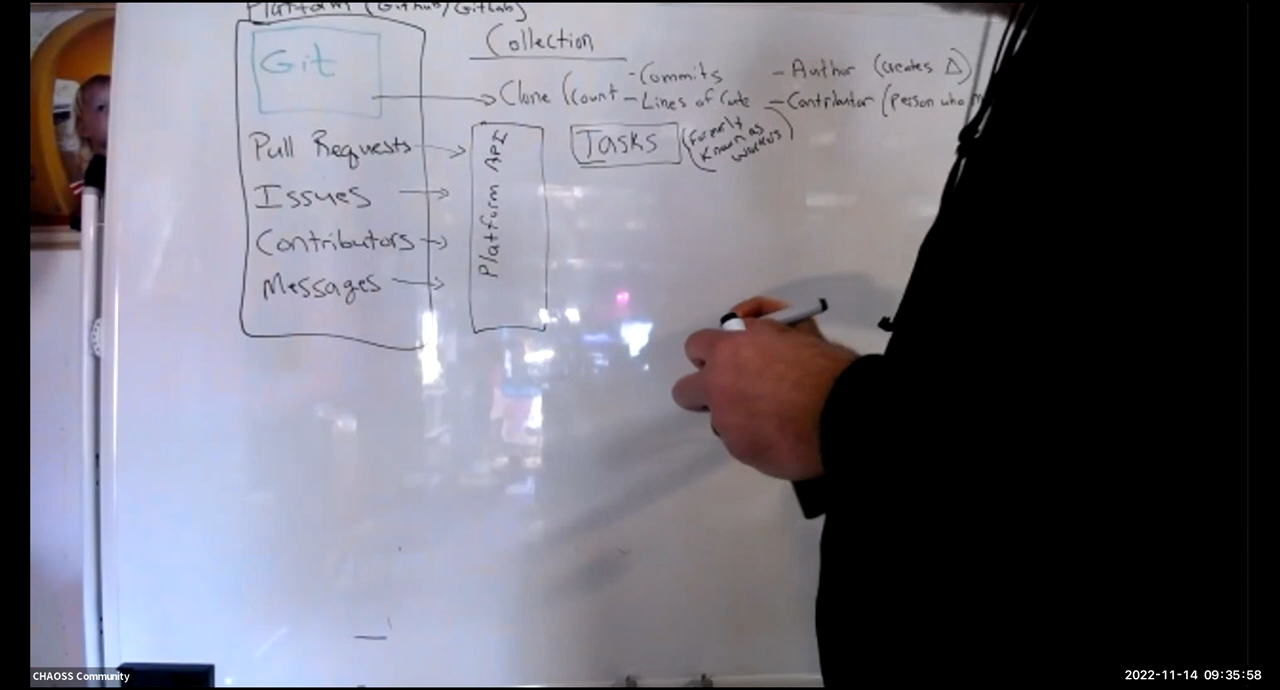 Platform (Github/GitLab)
Collection
Git
Clone (Count
- Commits
- Lines of Code
- Author (creates Δ)
- Contributor (person who
Pull Requests
Issues
Contributors
Messages
Platform API
Tasks
known as
workers)
CHAOSS Community
2022-11-14 09:35:58